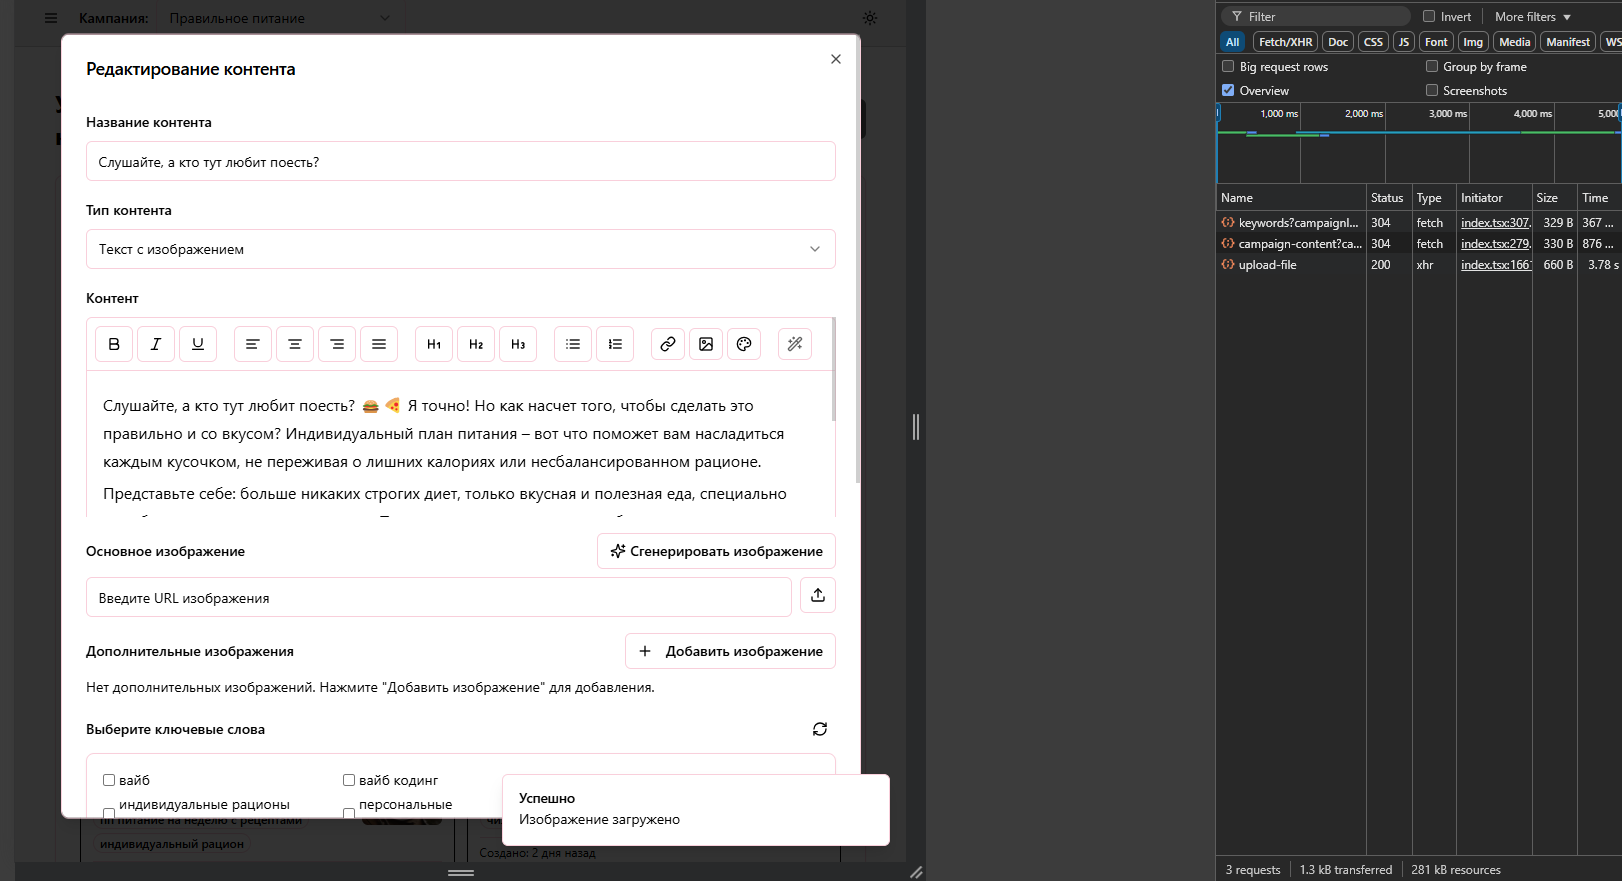 Кампания: Правильное питание
Редактирование контента
Название контента
Слушайте, а кто тут любит поесть?
Тип контента
Текст с изображением
Контент
B I U H1 H2 H3
Слушайте, а кто тут любит поесть? 🍔 🍕 Я точно! Но как насчет того, чтобы сделать это
правильно и со вкусом? Индивидуальный план питания – вот что поможет вам насладиться
каждым кусочком, не переживая о лишних калориях или несбалансированном рационе.
Представьте себе: больше никаких строгих диет, только вкусная и полезная еда, специально
Основное изображение
Сгенерировать изображение
Введите URL изображения
Дополнительные изображения
Добавить изображение
Нет дополнительных изображений. Нажмите "Добавить изображение" для добавления.
Выберите ключевые слова
вайб
вайб кодинг
индивидуальные рационы
персональные
Успешно
Изображение загружено
пп питание на неделю с рецептами
индивидуальный рацион
Создано: 2 дня назад
Filter Invert More filters
All Fetch/XHR Doc CSS JS Font Img Media Manifest WS
Big request rows Group by frame
Overview Screenshots
1,000 ms 2,000 ms 3,000 ms 4,000 ms 5,00
Name Status Type Initiator Size Time
keywords?campaignI... 304 fetch index.tsx:307. 329 B 367 ...
campaign-content?ca... 304 fetch index.tsx:279. 330 B 876 ...
upload-file 200 xhr index.tsx:166 660 B 3.78 s
3 requests 1.3 kB transferred 281 kB resources